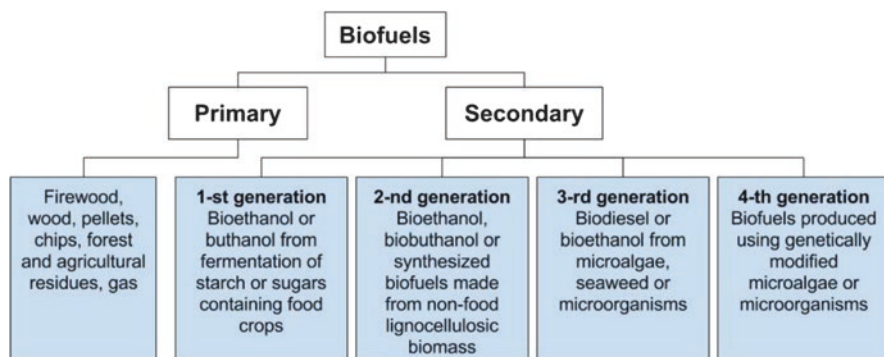 Biofuels
Primary
Secondary
Firewood,
wood, pellets,
chips, forest
and agricultural
residues, gas
1-st generation
Bioethanol or
buthanol from
fermentation of
starch or sugars
containing food
crops
2-nd generation
Bioethanol,
biobuthanol or
synthesized
biofuels made
from non-food
lignocellulosic
biomass
3-rd generation
Biodiesel or
bioethanol from
microalgae,
seaweed or
microorganisms
4-th generation
Biofuels produced
using genetically
modified
microalgae or
microorganisms